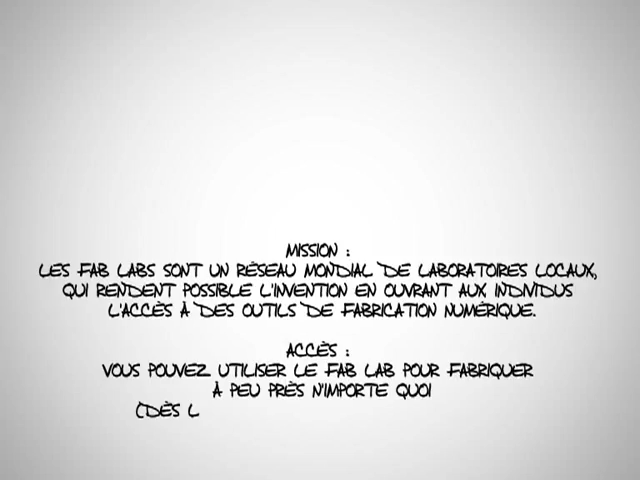 MISSION :
LES FAB LABS SONT UN RÉSEAU MONDIAL DE LABORATOIRES LOCAUX,
QUI RENDENT POSSIBLE L'INVENTION EN OUVRANT AUX INDIVIDUS
L'ACCÈS À DES OUTILS DE FABRICATION NUMÉRIQUE.
ACCÈS :
VOUS POUVEZ UTILISER LE FAB LAB POUR FABRIQUER
À PEU PRÈS N'IMPORTE QUOI
(DÈS L